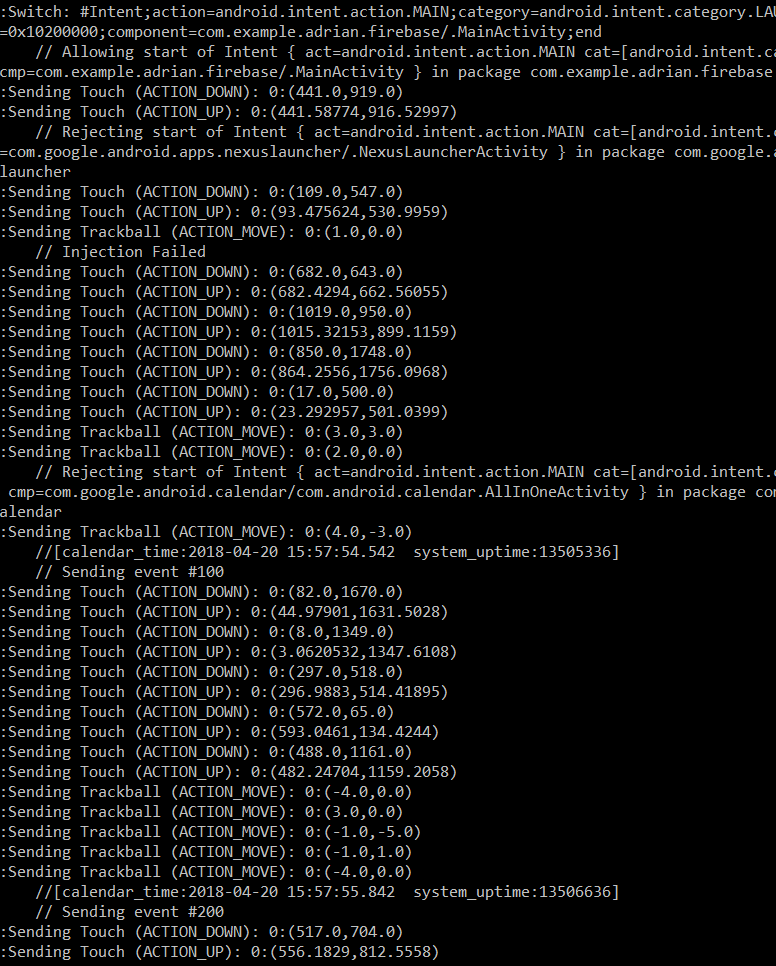 :Switch: #Intent;action=android.intent.action.MAIN;category=android.intent.category.LAU
=0x10200000;component=com.example.adrian.firebase/.MainActivity;end
    // Allowing start of Intent { act=android.intent.action.MAIN cat=[android.intent.ca
cmp=com.example.adrian.firebase/.MainActivity } in package com.example.adrian.firebase
:Sending Touch (ACTION_DOWN): 0:(441.0,919.0)
:Sending Touch (ACTION_UP): 0:(441.58774,916.52997)
    // Rejecting start of Intent { act=android.intent.action.MAIN cat=[android.intent.c
=com.google.android.apps.nexuslauncher/.NexusLauncherActivity } in package com.google.a
launcher
:Sending Touch (ACTION_DOWN): 0:(109.0,547.0)
:Sending Touch (ACTION_UP): 0:(93.475624,530.9959)
:Sending Trackball (ACTION_MOVE): 0:(1.0,0.0)
    // Injection Failed
:Sending Touch (ACTION_DOWN): 0:(682.0,643.0)
:Sending Touch (ACTION_UP): 0:(682.4294,662.56055)
:Sending Touch (ACTION_DOWN): 0:(1019.0,950.0)
:Sending Touch (ACTION_UP): 0:(1015.32153,899.1159)
:Sending Touch (ACTION_DOWN): 0:(850.0,1748.0)
:Sending Touch (ACTION_UP): 0:(864.2556,1756.0968)
:Sending Touch (ACTION_DOWN): 0:(17.0,500.0)
:Sending Touch (ACTION_UP): 0:(23.292957,501.0399)
:Sending Trackball (ACTION_MOVE): 0:(3.0,3.0)
:Sending Trackball (ACTION_MOVE): 0:(2.0,0.0)
    // Rejecting start of Intent { act=android.intent.action.MAIN cat=[android.intent.c
 cmp=com.google.android.calendar/com.android.calendar.AllInOneActivity } in package com
alendar
:Sending Trackball (ACTION_MOVE): 0:(4.0,-3.0)
    //[calendar_time:2018-04-20 15:57:54.542  system_uptime:13505336]
    // Sending event #100
:Sending Touch (ACTION_DOWN): 0:(82.0,1670.0)
:Sending Touch (ACTION_UP): 0:(44.97901,1631.5028)
:Sending Touch (ACTION_DOWN): 0:(8.0,1349.0)
:Sending Touch (ACTION_UP): 0:(3.0620532,1347.6108)
:Sending Touch (ACTION_DOWN): 0:(297.0,518.0)
:Sending Touch (ACTION_UP): 0:(296.9883,514.41895)
:Sending Touch (ACTION_DOWN): 0:(572.0,65.0)
:Sending Touch (ACTION_UP): 0:(593.0461,134.4244)
:Sending Touch (ACTION_DOWN): 0:(488.0,1161.0)
:Sending Touch (ACTION_UP): 0:(482.24704,1159.2058)
:Sending Trackball (ACTION_MOVE): 0:(-4.0,0.0)
:Sending Trackball (ACTION_MOVE): 0:(3.0,0.0)
:Sending Trackball (ACTION_MOVE): 0:(-1.0,-5.0)
:Sending Trackball (ACTION_MOVE): 0:(-1.0,1.0)
:Sending Trackball (ACTION_MOVE): 0:(-4.0,0.0)
    //[calendar_time:2018-04-20 15:57:55.842  system_uptime:13506636]
    // Sending event #200
:Sending Touch (ACTION_DOWN): 0:(517.0,704.0)
:Sending Touch (ACTION_UP): 0:(556.1829,812.5558)